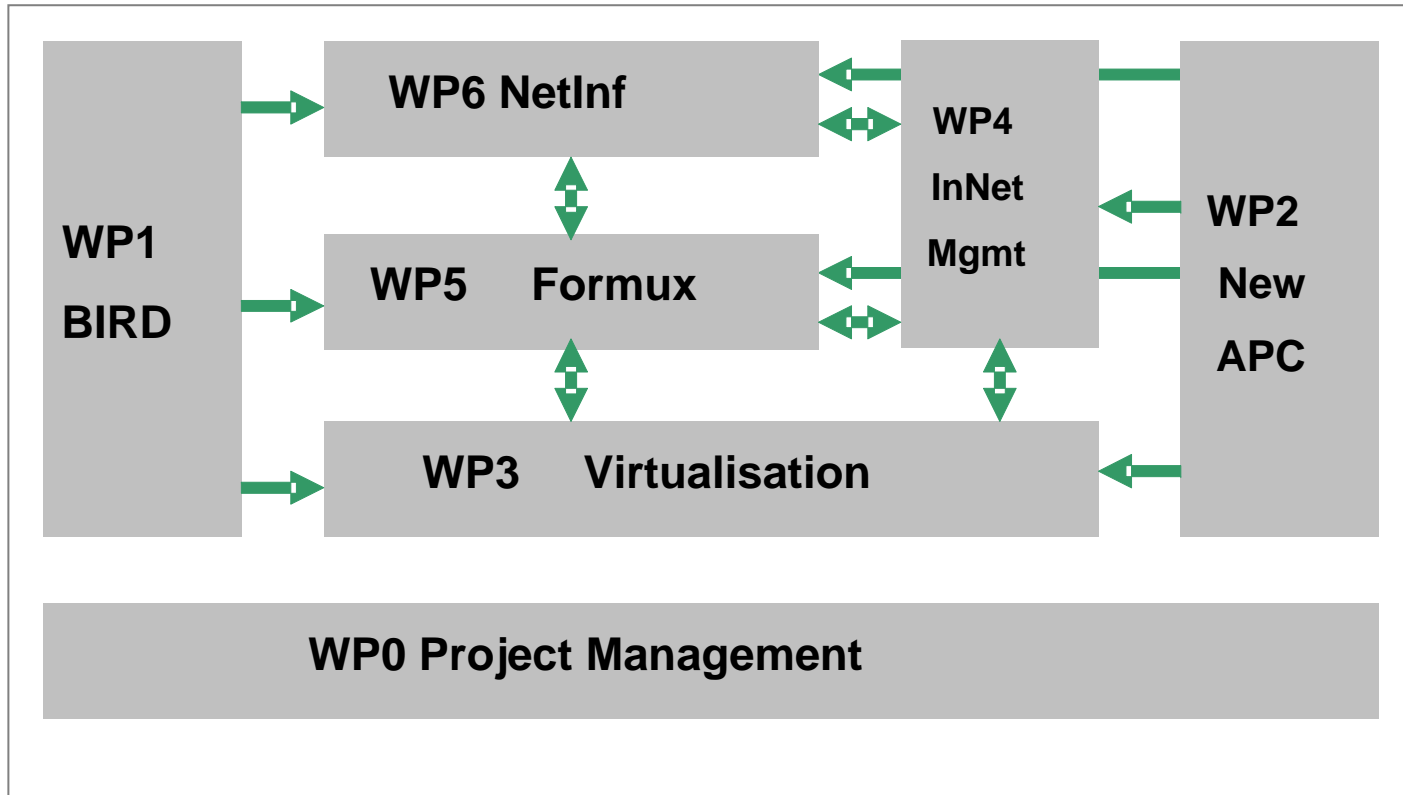 WP6 NetInf
WP4
InNet
Mgmt
WP1
BIRD
WP5 Formux
WP2
New
APC
WP3 Virtualisation
WP0 Project Management